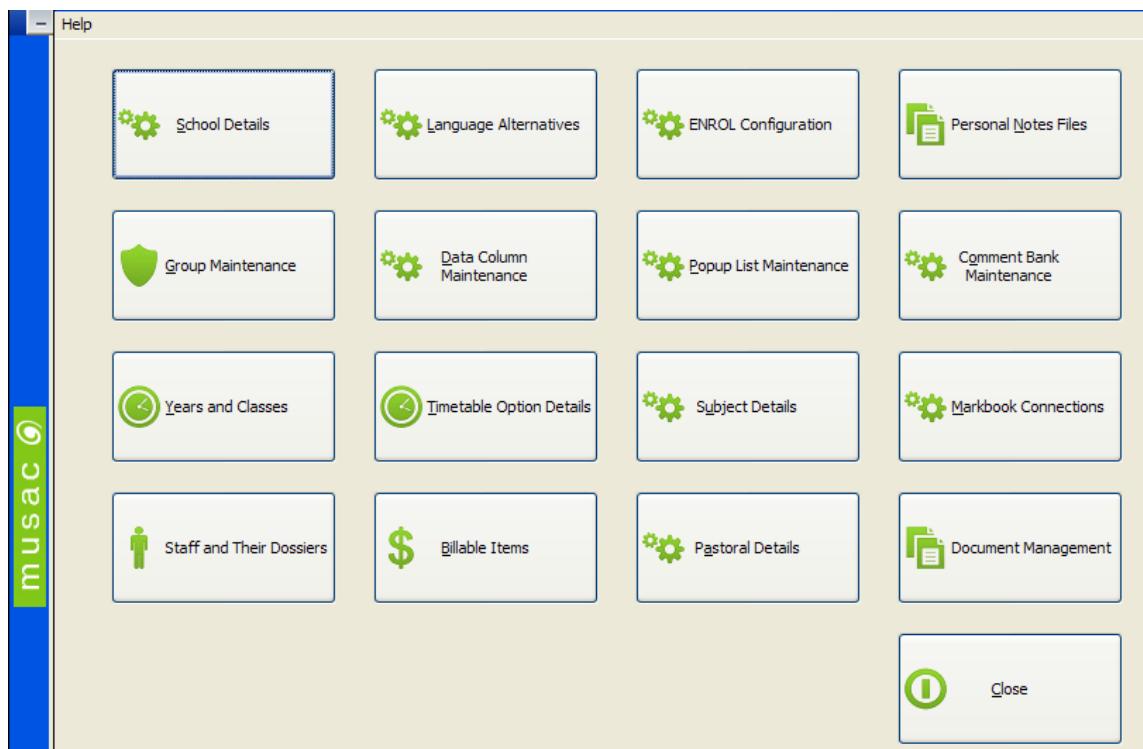 Help
School Details
Language Alternatives
ENROL Configuration
Personal Notes Files
Group Maintenance
Data Column
Maintenance
Popup List Maintenance
Comment Bank
Maintenance
Years and Classes
Timetable Option Details
Subject Details
Markbook Connections
Staff and Their Dossiers
Billable Items
Pastoral Details
Document Management
Close
musac